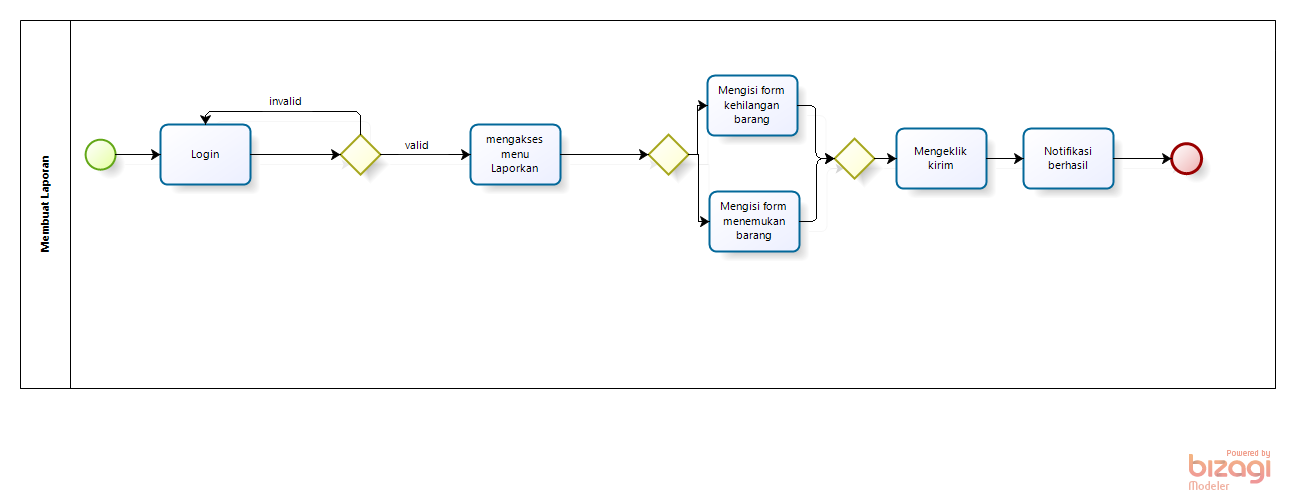 Membuat Laporan
Login
invalid
valid
mengakses
menu
Laporkan
Mengisi form
kehilangan
barang
Mengisi form
menemukan
barang
Mengeklik
kirim
Notifikasi
berhasil
Powered by
bizagi
Modeler